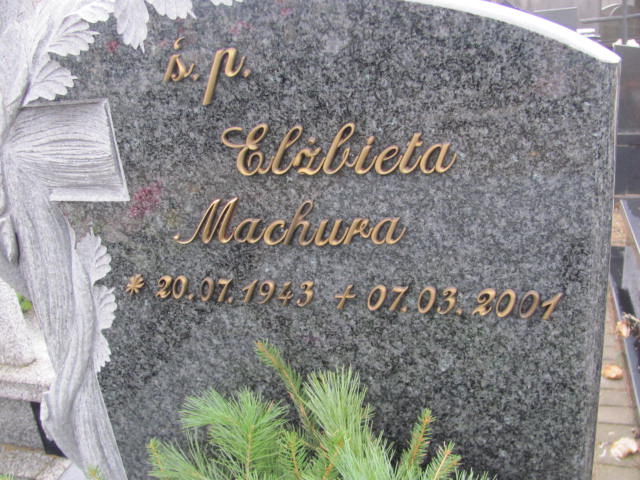 ś. p.
Elżbieta
Machura
* 20.07.1943 + 07.03.2001